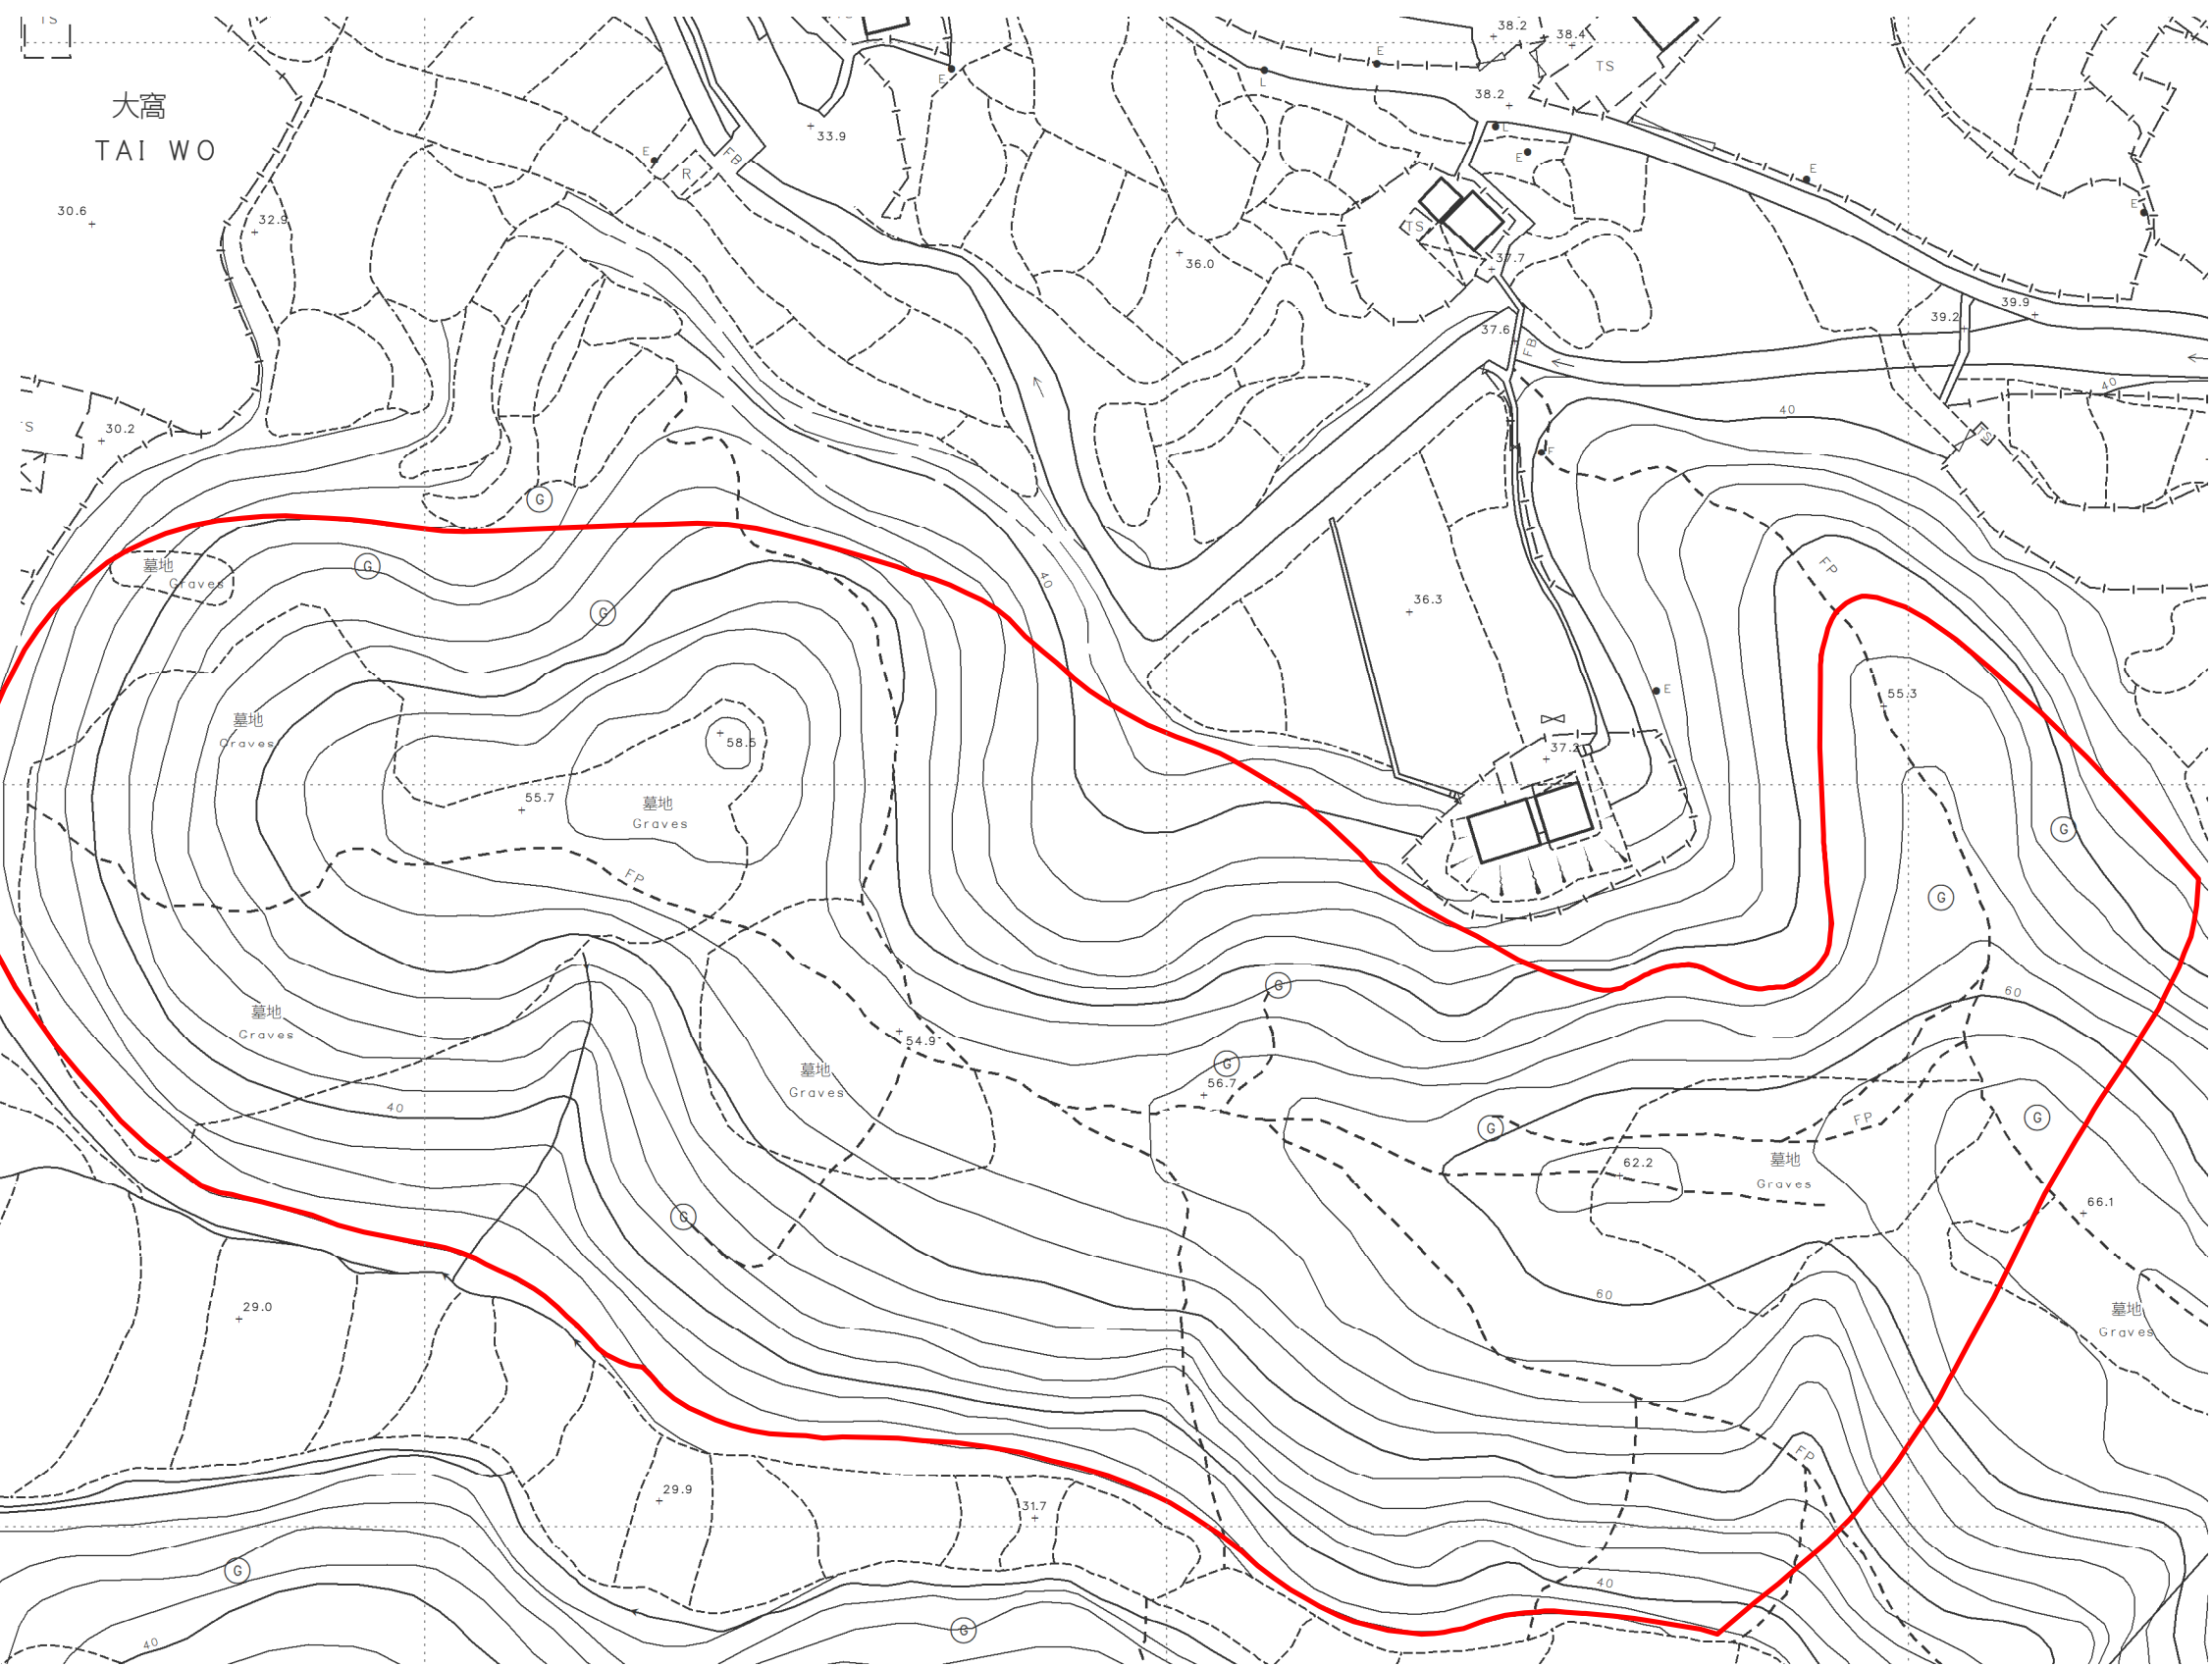 TS
38.2
38.4
E
TS
E
L
38.2
大窩
33.9
L
TAI WO
E
FB
E
E
R
30.6
32.9
E
TS
36.0
37.7
39.9
39.2
37.6
FB
40
40
TS
30.2
E
G
墓地
Graves
G
40
FP
G
36.3
E
55.3
墓地
Graves
58.5
37.2
55.7
墓地
Graves
G
FP
G
G
60
墓地
Graves
54.9
G
墓地
Graves
56.7
40
G
FP
G
62.2
墓地
Graves
66.1
G
29.0
60
墓地
Graves
FP
29.9
31.7
G
40
G
40